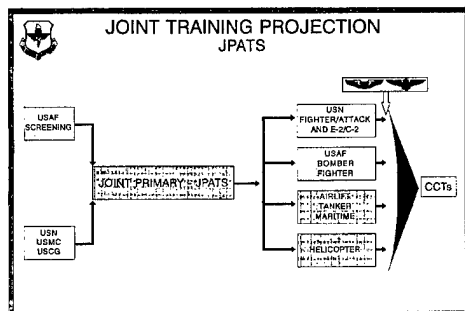 JOINT TRAINING PROJECTION
JPATS
USAF
SCREENING
USN
USMC
USCG
JOINT PRIMARY - JPATS
USN
FIGHTER/ATTACK
AND E-2/C-2
USAF
BOMBER
FIGHTER
AIRLIFT
TANKER
MARITIME
HELICOPTER
CCTs